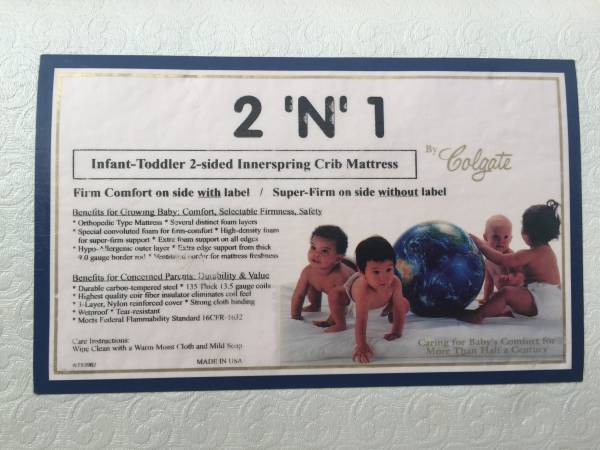 2 'N' 1
By Colgate
Infant-Toddler 2-sided Innerspring Crib Mattress
Firm Comfort on side with label / Super-Firm on side without label
Benefits for Growing Baby: Comfort, Selectable Firmness, Safety
* Orthopedic Type Mattress * Several distinct foam layers
* Special convoluted foam for firm-comfort * High-density foam
for super-firm support * Extra foam support on all edges
* Hypo-Allergenic outer layer * Extra edge support from thick
9.0 gauge border rod * Ventilated border for mattress freshness
Benefits for Concerned Parents: Durability & Value
* Durable carbon-tempered steel * 135 Thick 13.5 gauge coils
* Highest quality coir fiber insulator eliminates coil feel
* 3-Layer, Nylon reinforced cover * Strong cloth binding
* Wetproof * Tear-resistant
* Meets Federal Flammability Standard 16CFR-1632
Care Instructions:
Wipe Clean with a Warm Moist Cloth and Mild Soap
MADE IN USA
Caring for Baby's Comfort for
More Than Half a Century